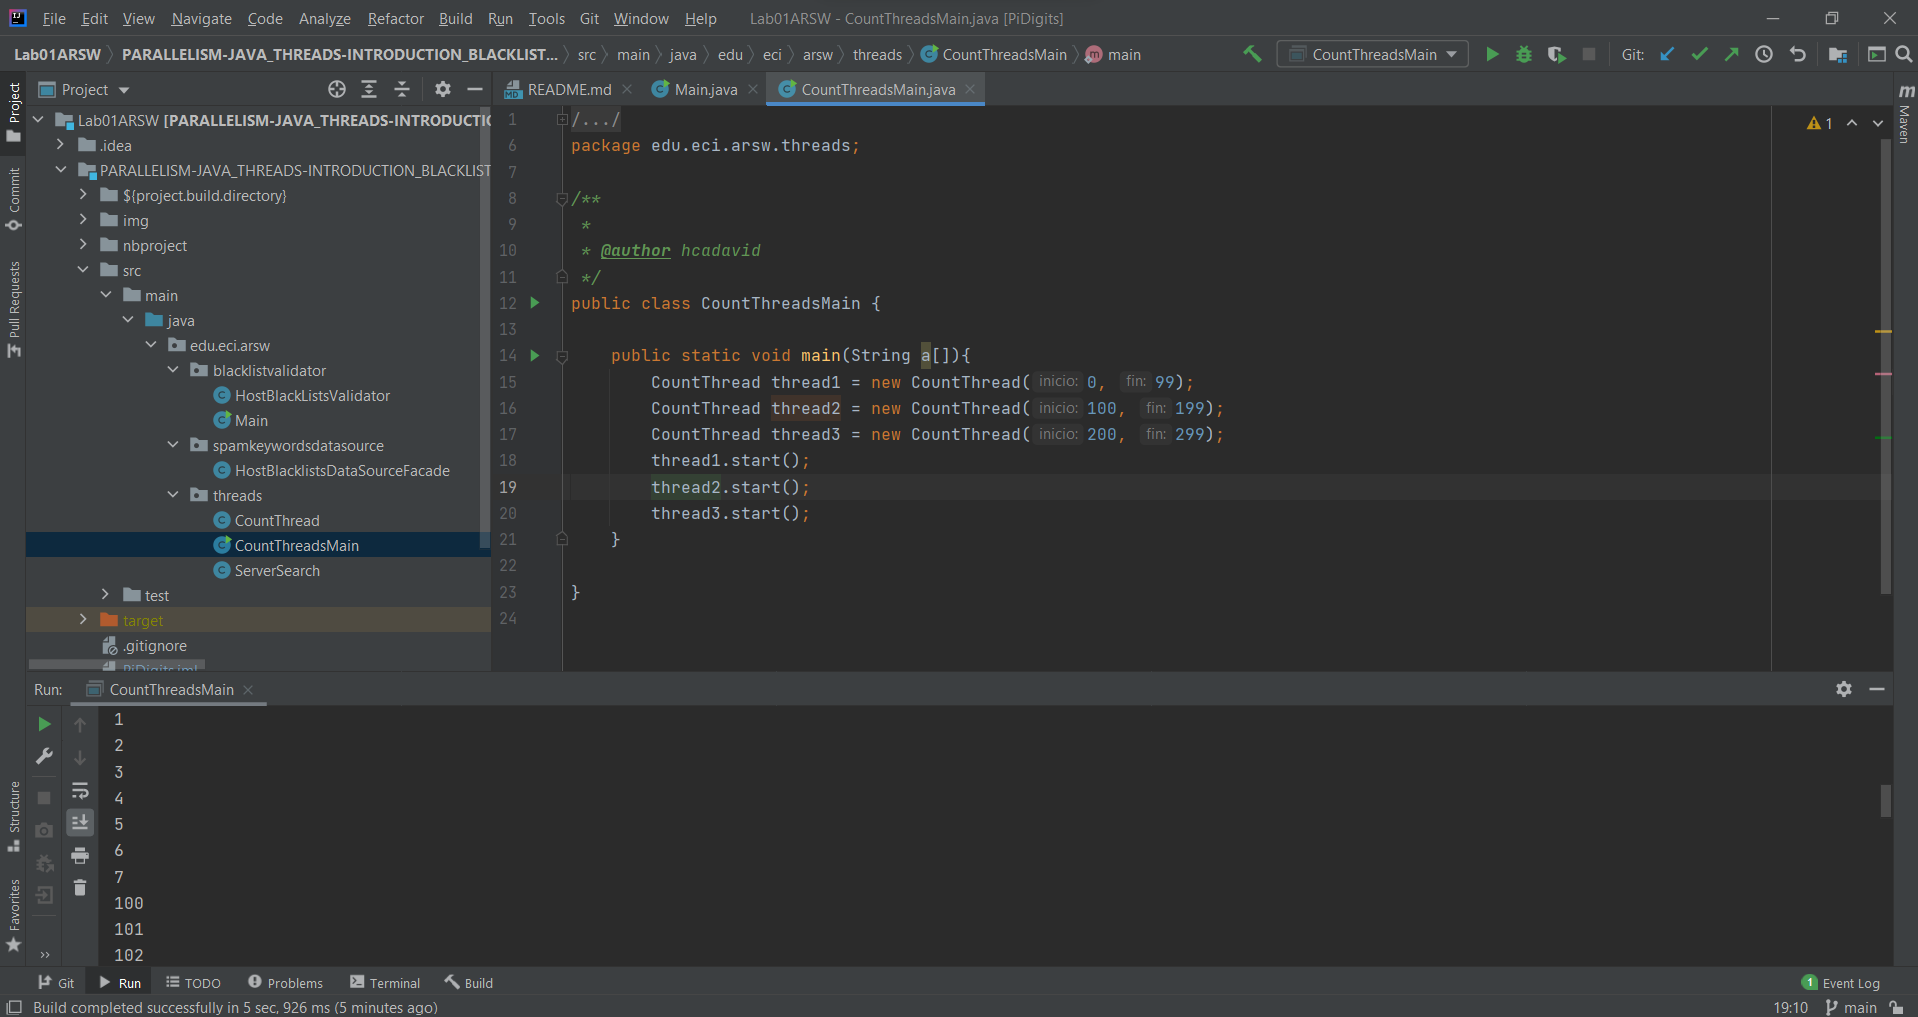 File Edit View Navigate Code Analyze Refactor Build Run Tools Git Window Help Lab01ARSW - CountThreadsMain.java [PiDigits]
Lab01ARSW PARALLELISM-JAVA_THREADS-INTRODUCTION_BLACKLIST... src main java edu eci arsw threads CountThreadsMain main CountThreadsMain Git:
Project
README.md Main.java CountThreadsMain.java
Project
Commit
Pull Requests
Structure
Favorites
Maven
Lab01ARSW [PARALLELISM-JAVA_THREADS-INTRODUCTIO
.idea
PARALLELISM-JAVA_THREADS-INTRODUCTION_BLACKLIST
${project.build.directory}
img
nbproject
src
main
java
edu.eci.arsw
blacklistvalidator
HostBlackListsValidator
Main
spamkeywordsdatasource
HostBlacklistsDataSourceFacade
threads
CountThread
CountThreadsMain
ServerSearch
test
target
.gitignore
PiDigits.iml
1 /.../
6 package edu.eci.arsw.threads;
7
8 /**
9 *
10 * @author hcadavid
11 */
12 public class CountThreadsMain {
13
14 public static void main(String a[]){
15 CountThread thread1 = new CountThread( inicio: 0, fin: 99);
16 CountThread thread2 = new CountThread( inicio: 100, fin: 199);
17 CountThread thread3 = new CountThread( inicio: 200, fin: 299);
18 thread1.start();
19 thread2.start();
20 thread3.start();
21 }
22
23 }
24
1
Run: CountThreadsMain
1
2
3
4
5
6
7
100
101
102
Git Run TODO Problems Terminal Build 1 Event Log
Build completed successfully in 5 sec, 926 ms (5 minutes ago) 19:10 main